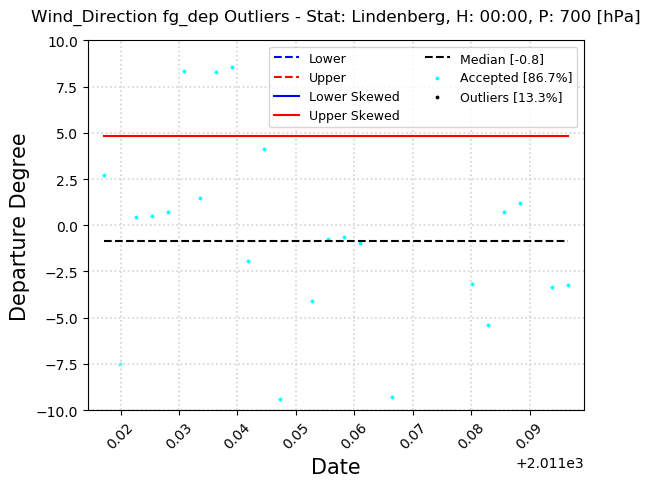 Wind_Direction fg_dep Outliers - Stat: Lindenberg, H: 00:00, P: 700 [hPa]
10.0
7.5
5.0
2.5
0.0
−2.5
−5.0
−7.5
−10.0
Departure Degree
Lower
Upper
Lower Skewed
Upper Skewed
Median [-0.8]
Accepted [86.7%]
Outliers [13.3%]
0.02
0.03
0.04
0.05
0.06
0.07
0.08
0.09
+2.011e3
Date